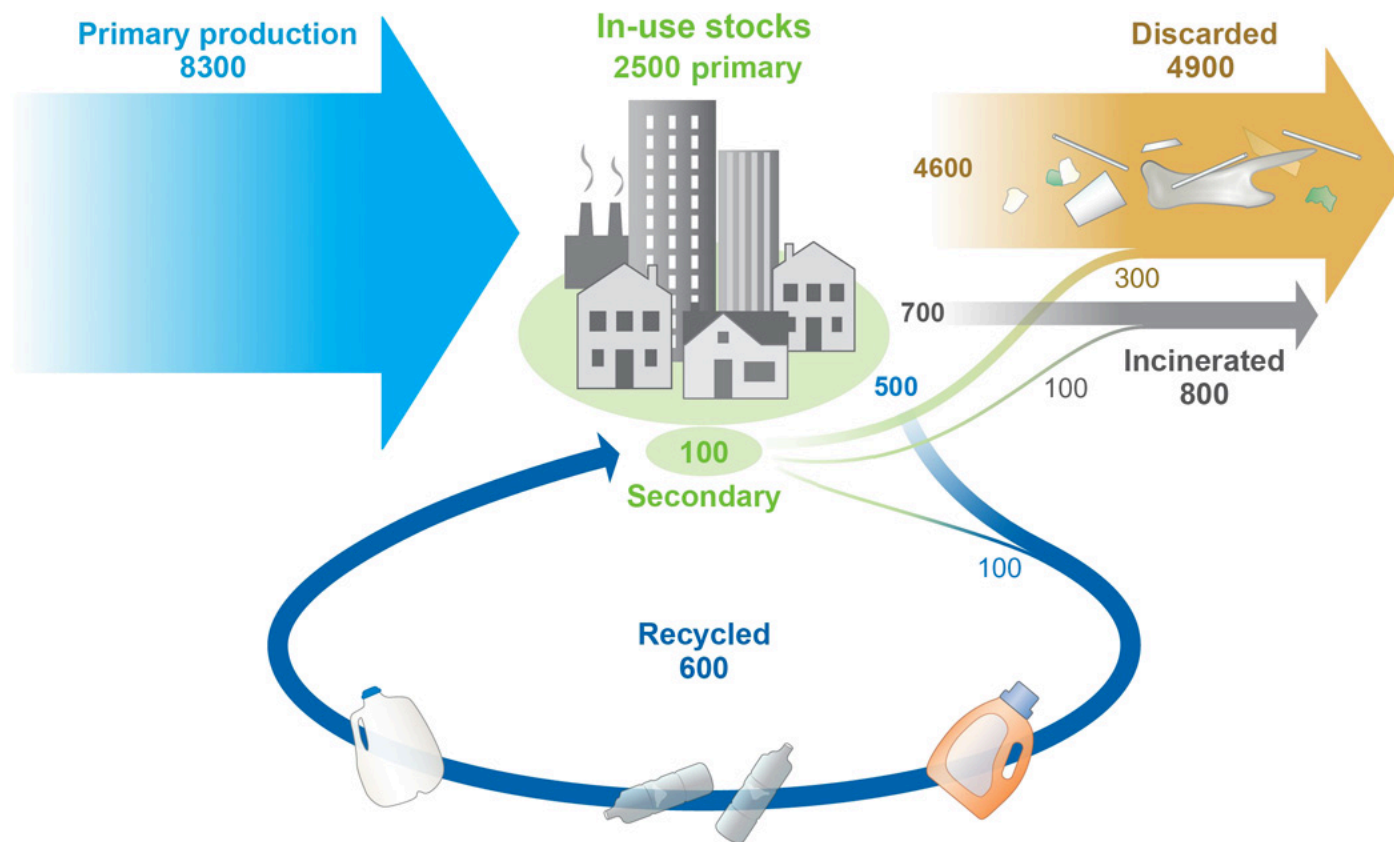 Primary production
8300
In-use stocks
2500 primary
Discarded
4900
4600
300
700
Incinerated
800
500
100
100
Secondary
100
Recycled
600